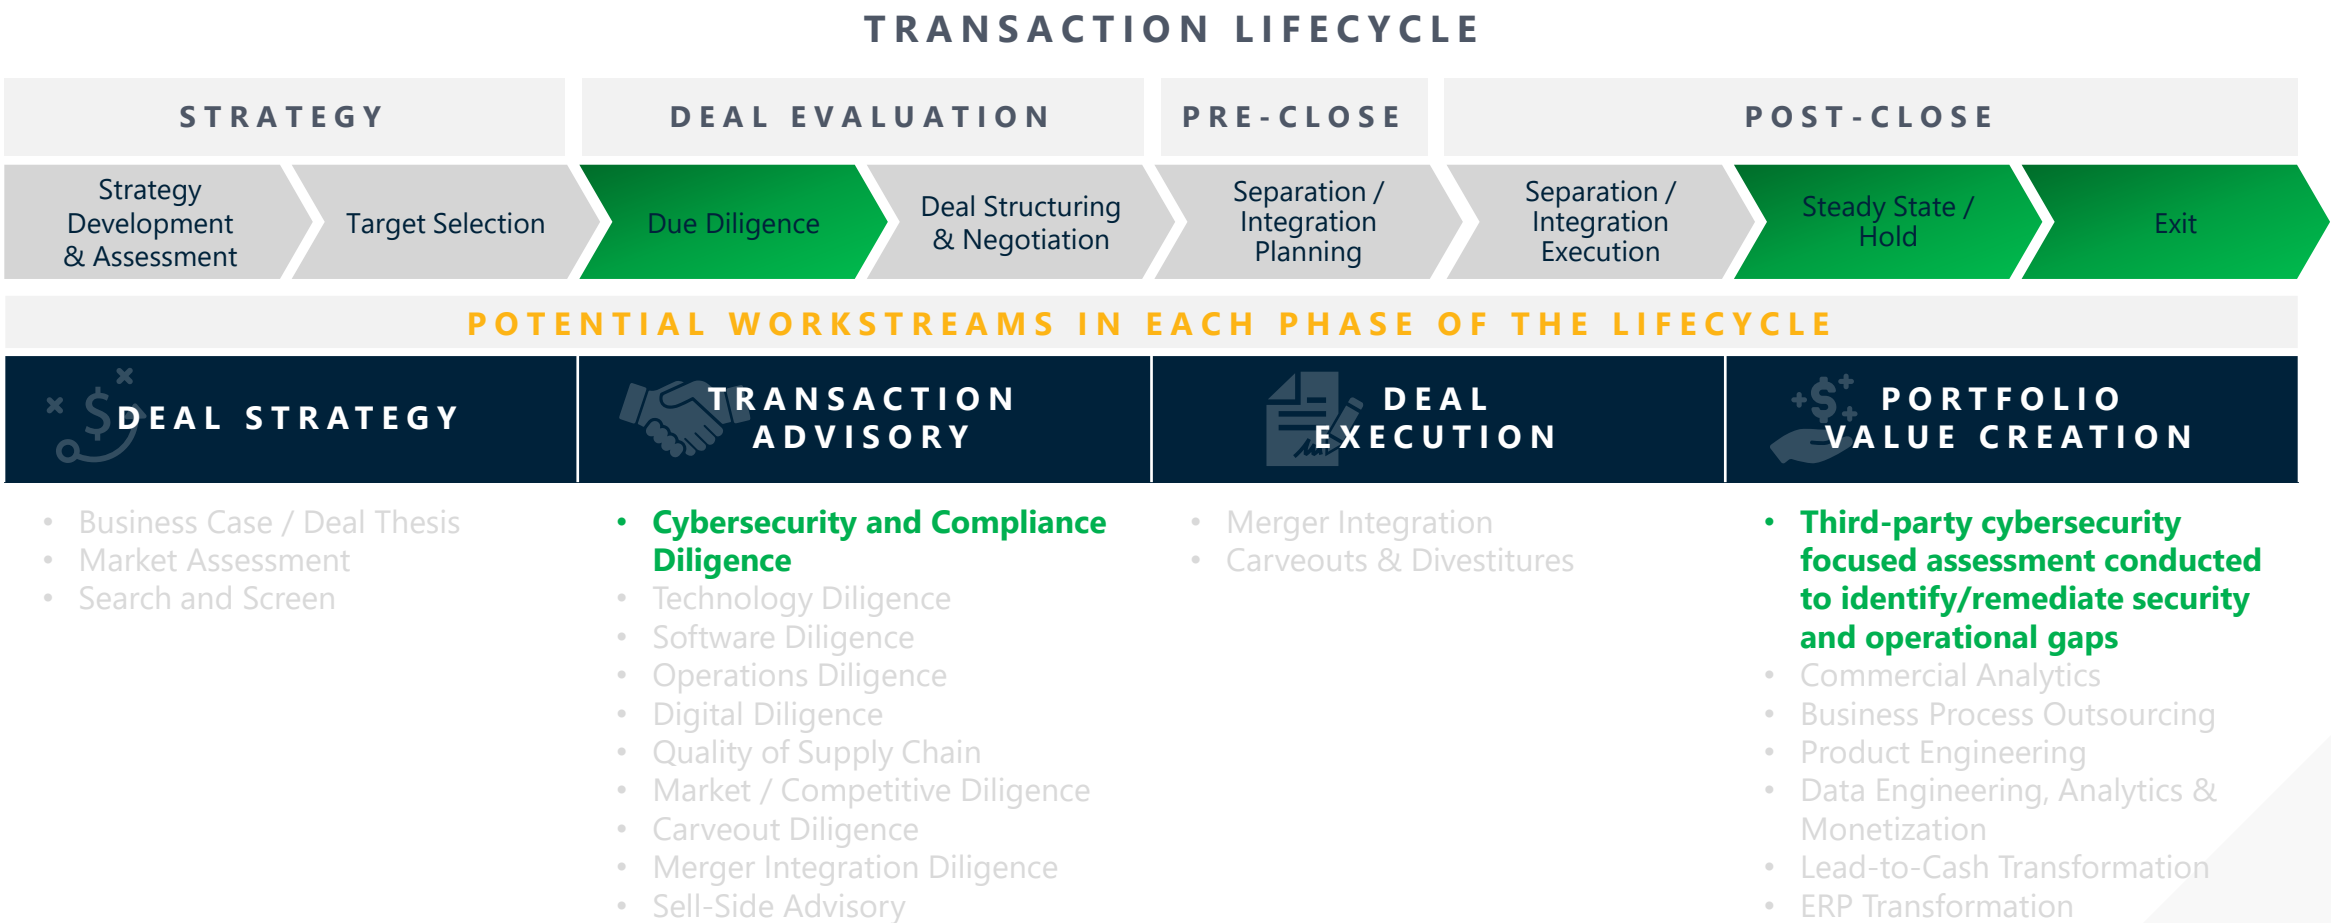 TRANSACTION LIFECYCLE
STRATEGY
DEAL EVALUATION
PRE-CLOSE
POST-CLOSE
Strategy
Development
& Assessment
Target Selection
Due Diligence
Deal Structuring
& Negotiation
Separation /
Integration
Planning
Separation /
Integration
Execution
Steady State /
Hold
Exit
POTENTIAL WORKSTREAMS IN EACH PHASE OF THE LIFECYCLE
DEAL STRATEGY
TRANSACTION
ADVISORY
DEAL
EXECUTION
PORTFOLIO
VALUE CREATION
• Business Case / Deal Thesis
• Market Assessment
• Search and Screen
• Cybersecurity and Compliance
Diligence
• Technology Diligence
• Software Diligence
• Operations Diligence
• Digital Diligence
• Quality of Supply Chain
• Market / Competitive Diligence
• Carveout Diligence
• Merger Integration Diligence
• Sell-Side Advisory
• Merger Integration
• Carveouts & Divestitures
• Third-party cybersecurity
focused assessment conducted
to identify/remediate security
and operational gaps
• Commercial Analytics
• Business Process Outsourcing
• Product Engineering
• Data Engineering, Analytics &
Monetization
• Lead-to-Cash Transformation
• ERP Transformation